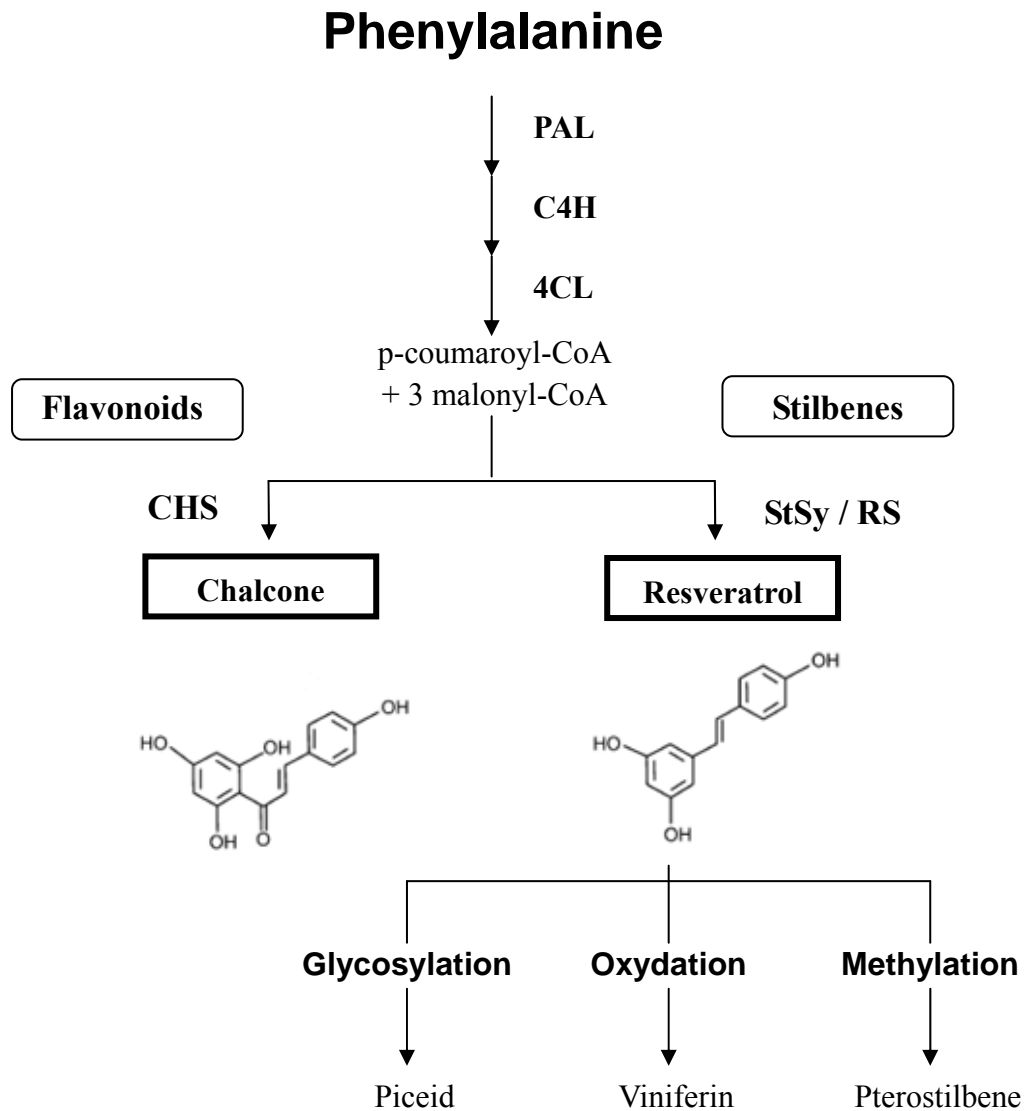 Phenylalanine
PAL
C4H
4CL
p-coumaroyl-CoA
+ 3 malonyl-CoA
Flavonoids
Stilbenes
CHS
StSy / RS
Chalcone
Resveratrol
OH
HO
OH
OH
O
OH
HO
OH
Glycosylation
Oxydation
Methylation
Piceid
Viniferin
Pterostilbene